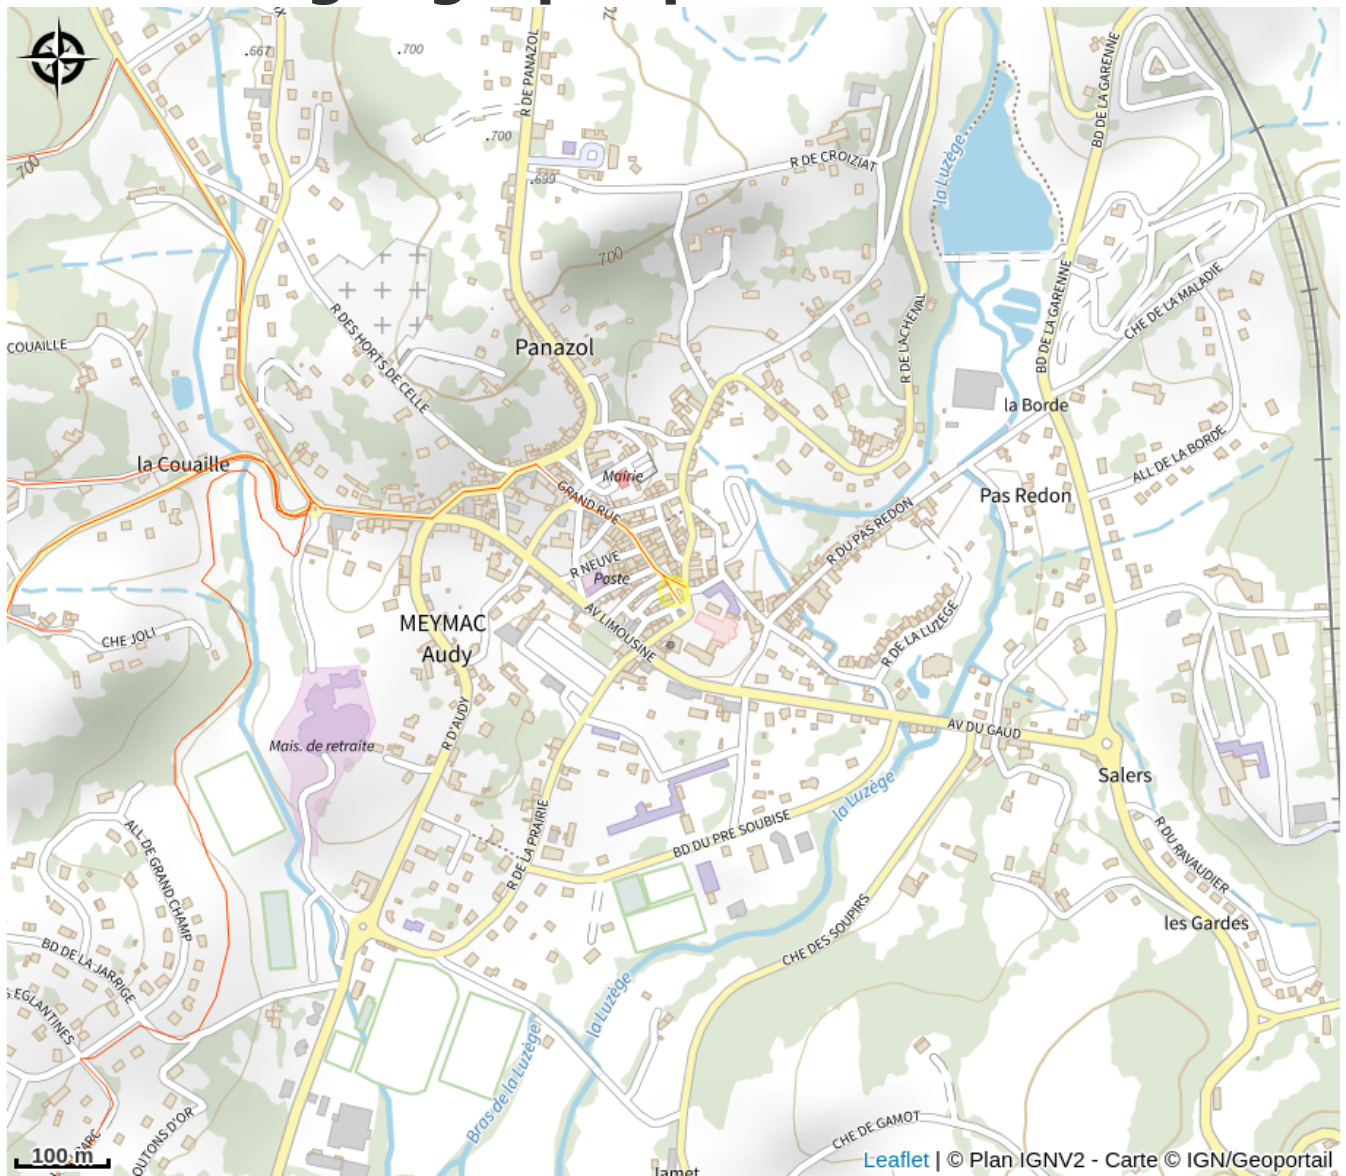 .667
.700
R DE PANAZOL
BD DE LA GARENNE
.700
R DE CROIZIAT
la Luzège
700
.699
700
COUAILLE
R DES HORTS DE CELLE
Panazol
R DE LACHENAL
BD DE LA GARENNE
CHE DE LA MALADIE
la Borde
la Couaille
Mairie
GRAND RUE
Pas Redon
ALL DE LA BORDE
R DU PAS REDON
R NEUVE
Poste
AV LIMOUSINE
MEYMAC
Audy
CHE JOLI
R DE LA LUZÈGE
R D'AUDY
Mais. de retraite
AV DU GAUD
Salers
la Luzège
R DE LA PRAIRIE
BD DU PRE SOUBISE
ALL DE GRAND CHAMP
R DU RAVAUDIER
les Gardes
CHE DES SOUPIRS
BD DE LA JARRIGE
EGLANTINES
la Luzège
Bras de la Luzège
CHE DE GAMOT
OUTONS D'OR
ARC
100 m
Jamet
Leaflet | © Plan IGNV2 - Carte © IGN/Geoportail